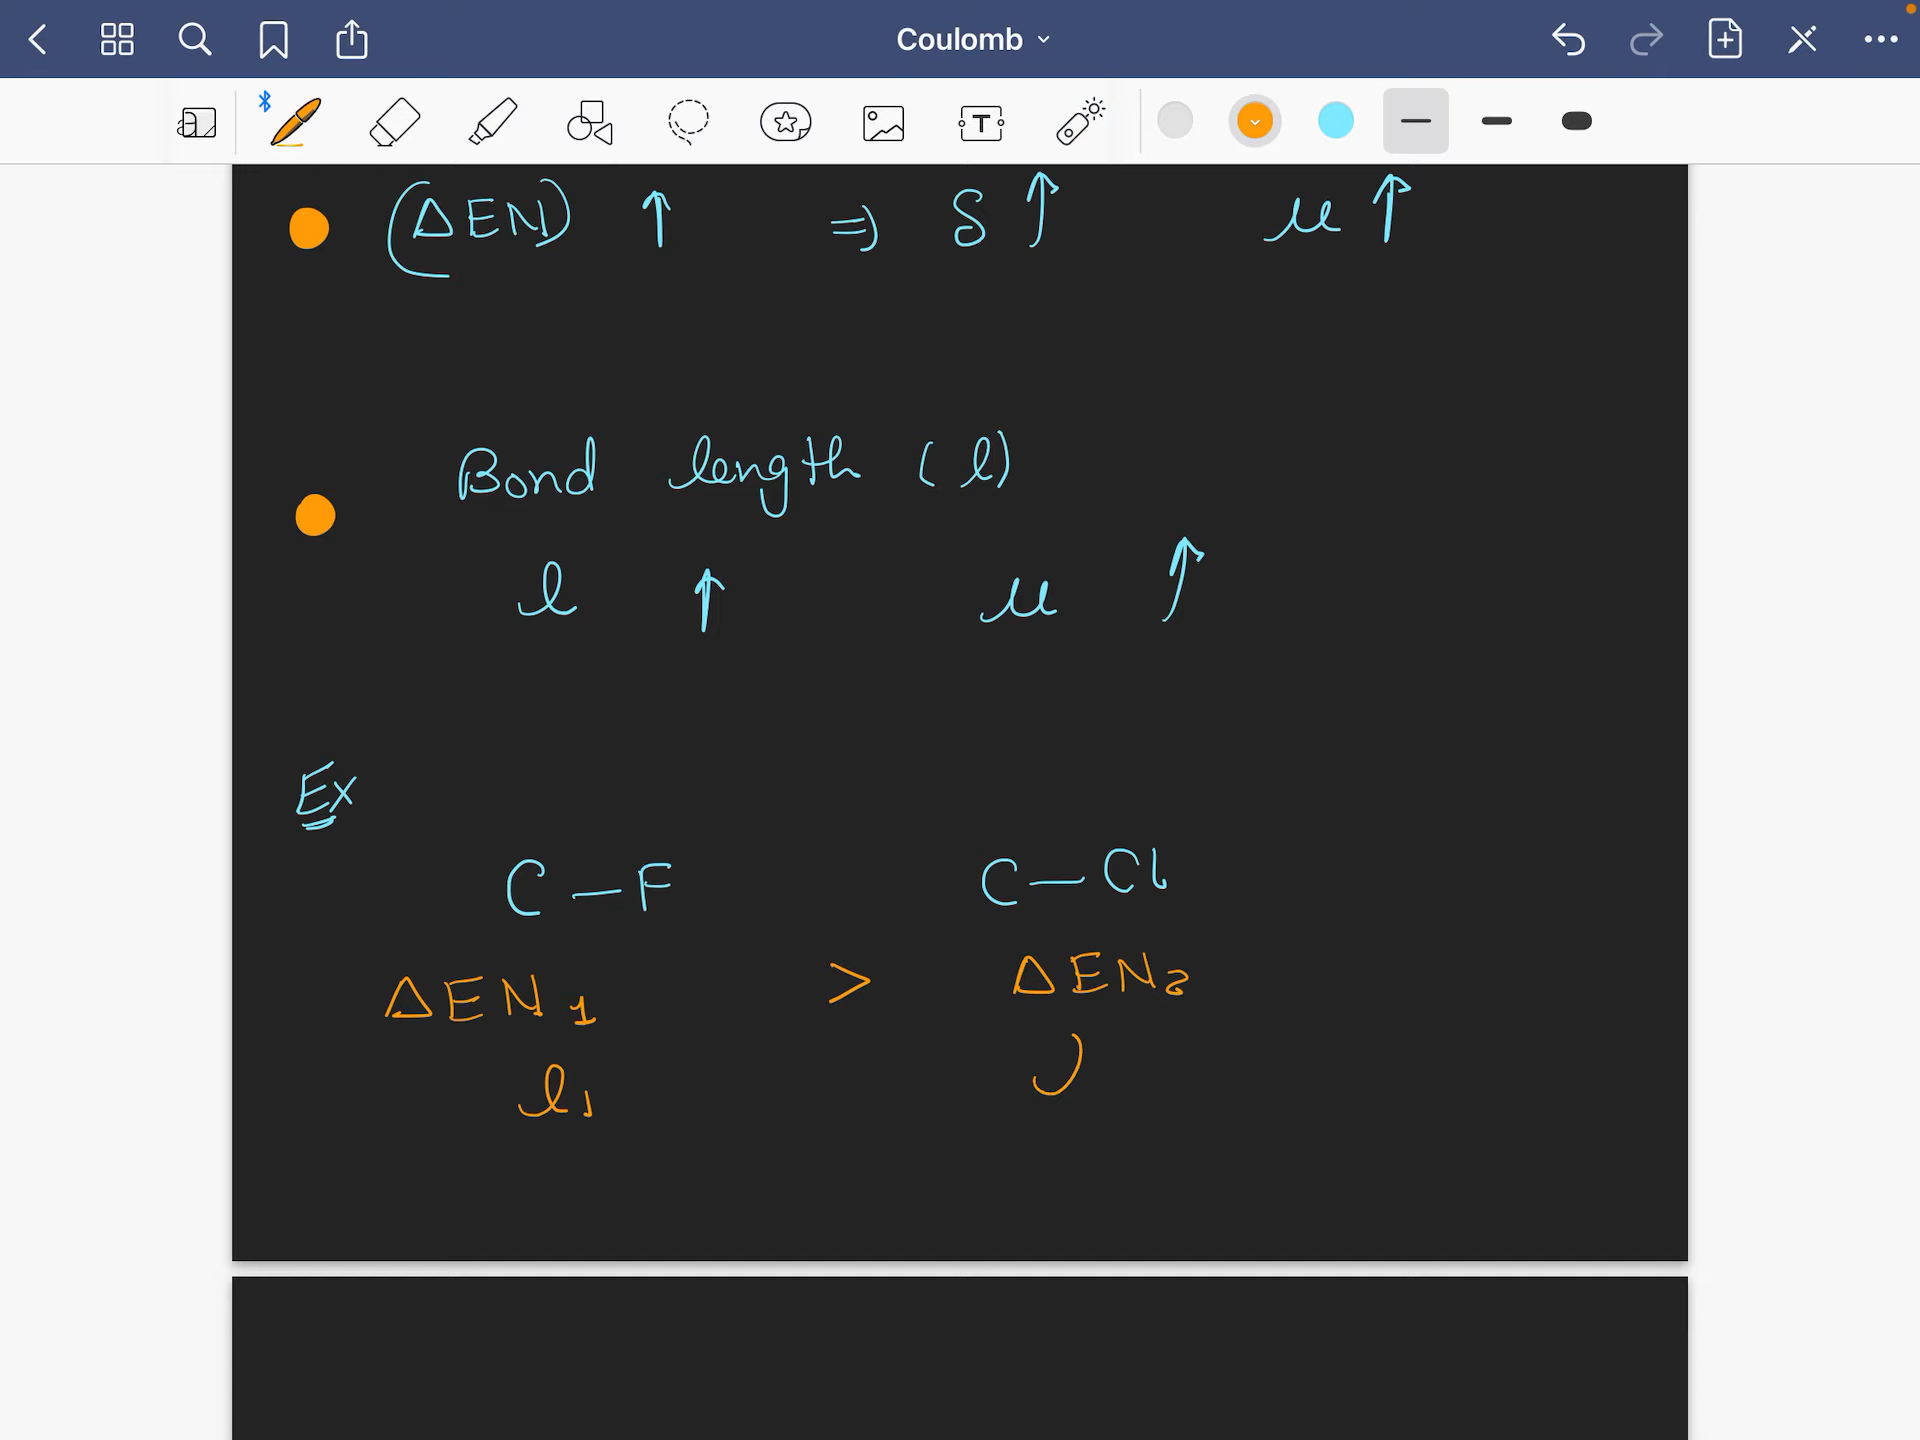 Coulomb
T
(ΔEN) ↑ ⇒ δ ↑ μ ↑
Bond length (l)
l ↑ μ ↑
Ex
C – F C – Cl
ΔEN₁ > ΔEN₂
l₁